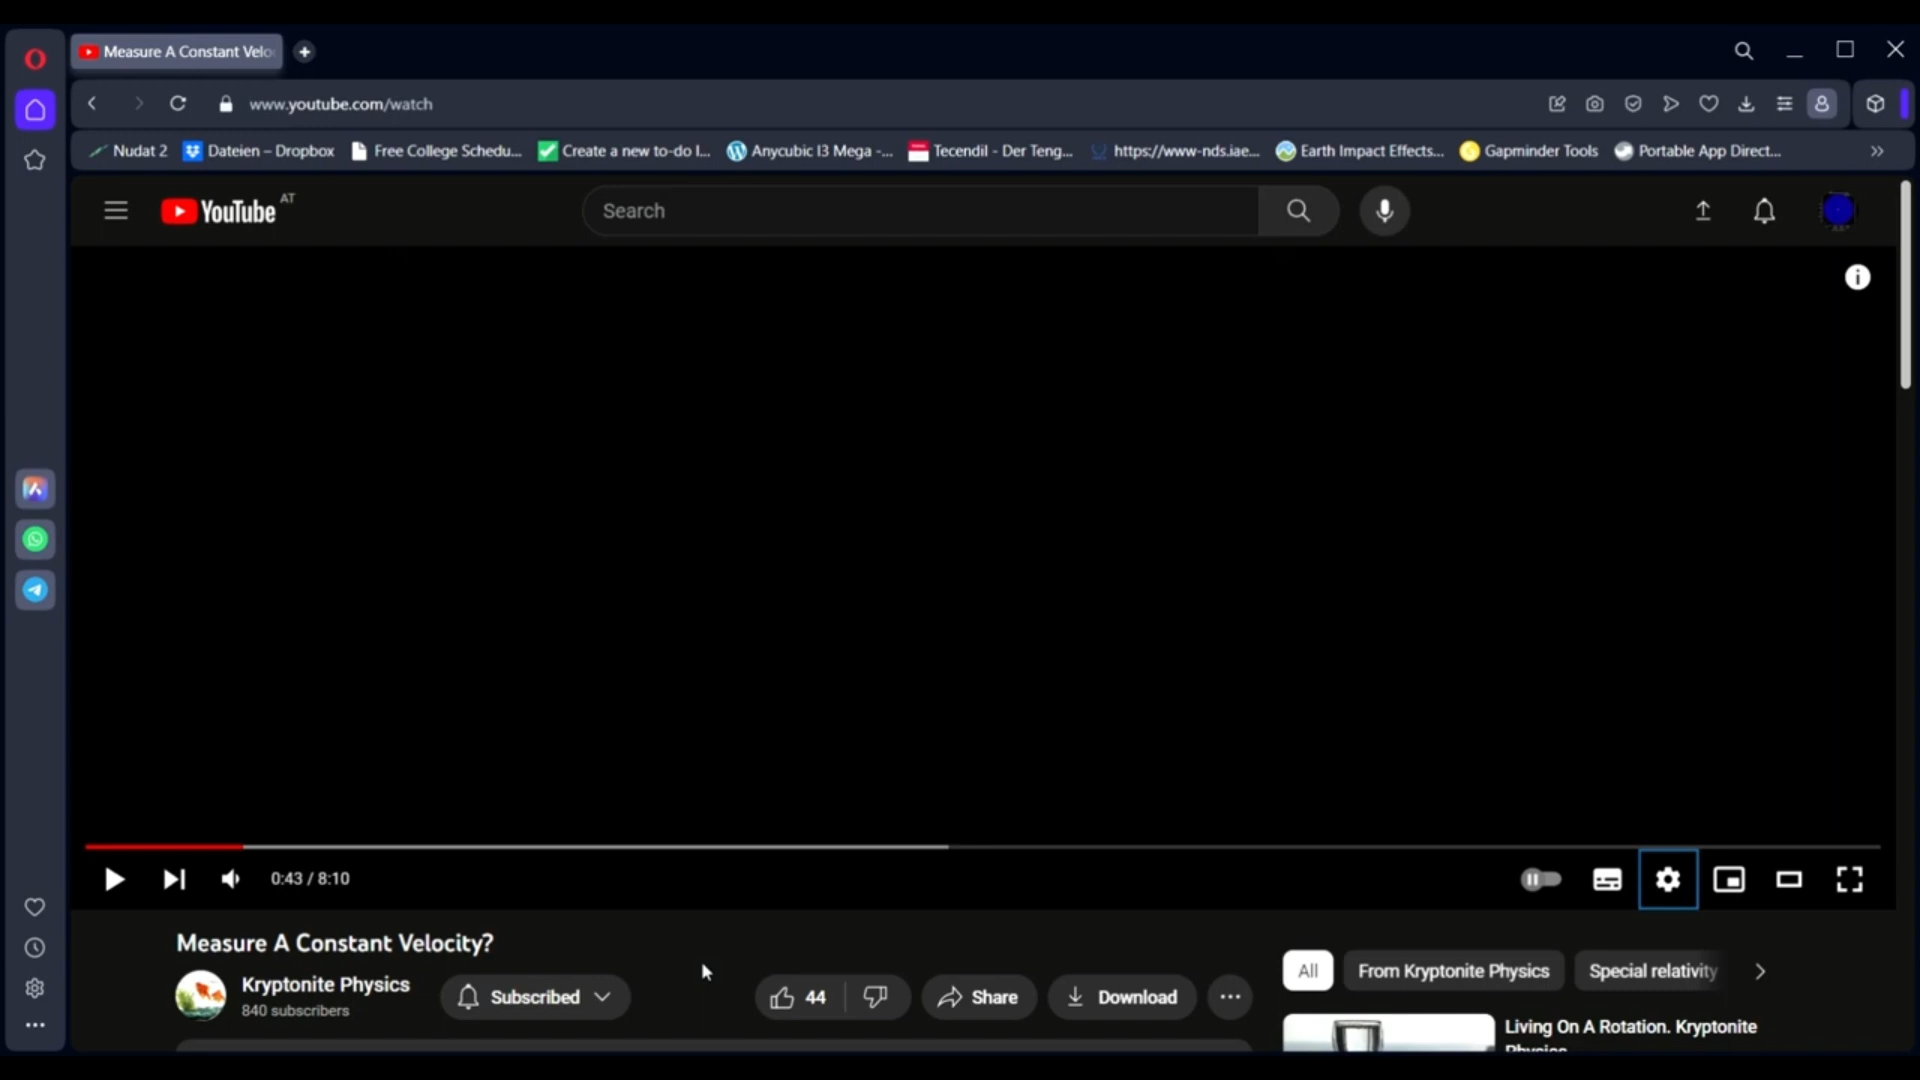 Measure A Constant Velo
www.youtube.com/watch
Nudat 2 Dateien – Dropbox Free College Schedu... Create a new to-do l... Anycubic I3 Mega -... Tecendil - Der Teng... https://www-nds.iae... Earth Impact Effects... Gapminder Tools Portable App Direct...
YouTube AT
Search
0:43 / 8:10
Measure A Constant Velocity?
Kryptonite Physics
840 subscribers
Subscribed
44
Share
Download
All From Kryptonite Physics Special relativity
Living On A Rotation. Kryptonite
Physics